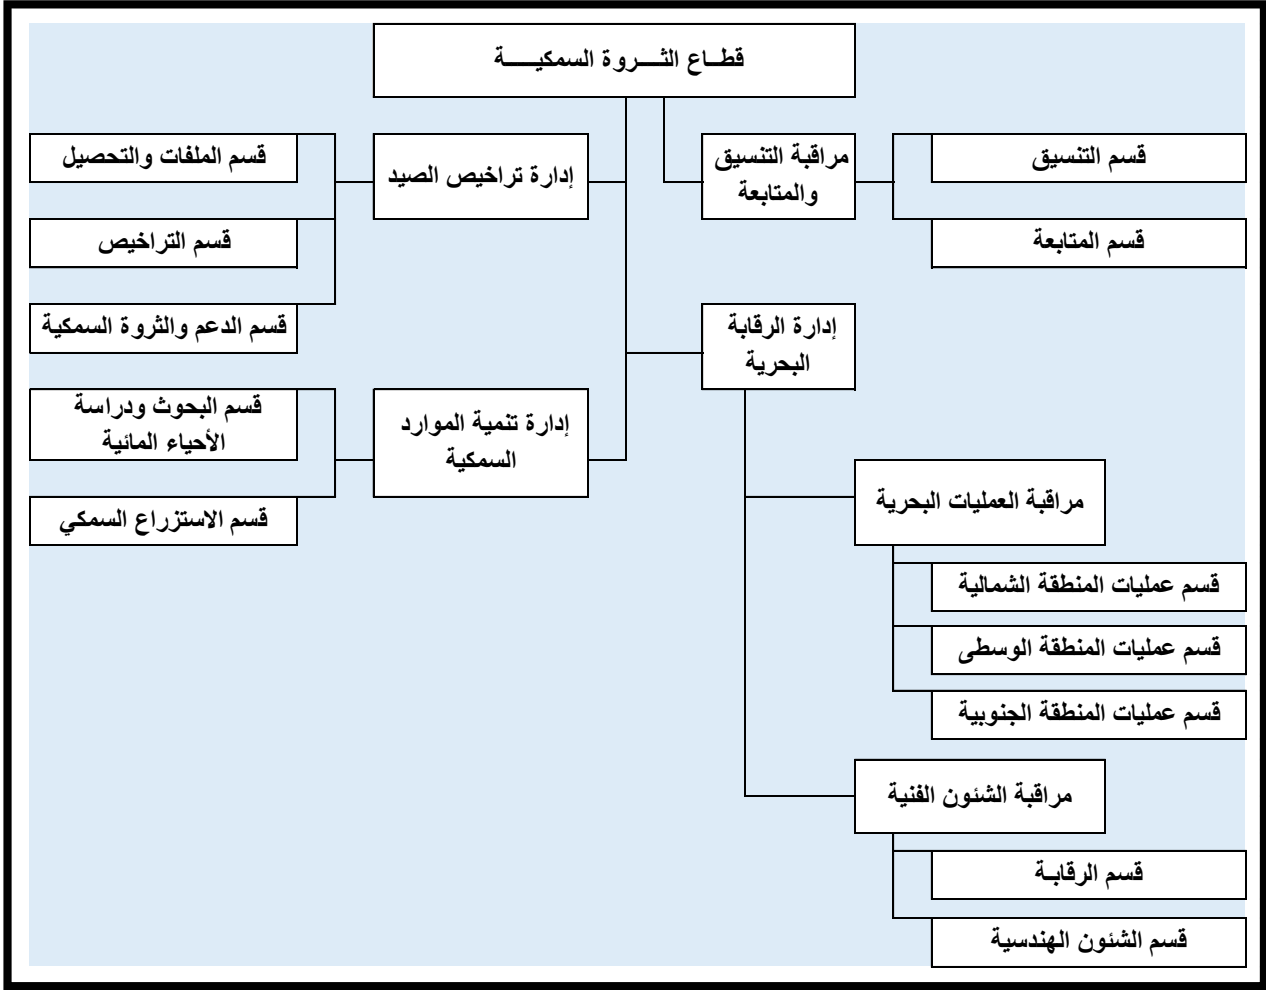 قطــاع الثــــروة السمكيـــــة
قسم التنسيق
مراقبة التنسيق
والمتابعة
إدارة تراخيص الصيد
قسم الملفات والتحصيل
قسم المتابعة
قسم التراخيص
إدارة الرقابة
البحرية
قسم الدعم والثروة السمكية
إدارة تنمية الموارد
السمكية
قسم البحوث ودراسة
الأحياء المائية
مراقبة العمليات البحرية
قسم الاستزراع السمكي
قسم عمليات المنطقة الشمالية
قسم عمليات المنطقة الوسطى
قسم عمليات المنطقة الجنوبية
مراقبة الشئون الفنية
قسم الرقابـة
قسم الشئون الهندسية